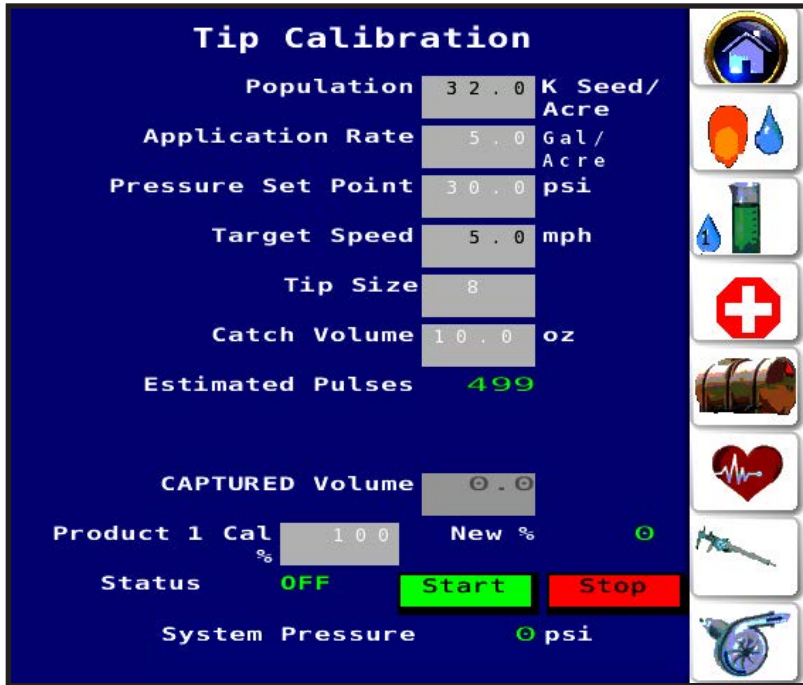 Tip Calibration
Population 32.0 K Seed/
Acre
Application Rate 5.0 Gal/
Acre
Pressure Set Point 30.0 psi
Target Speed 5.0 mph
Tip Size 8
Catch Volume 10.0 oz
Estimated Pulses 499
CAPTURED Volume 0.0
Product 1 Cal 100 New % 0
%
Status OFF Start Stop
System Pressure 0 psi
1